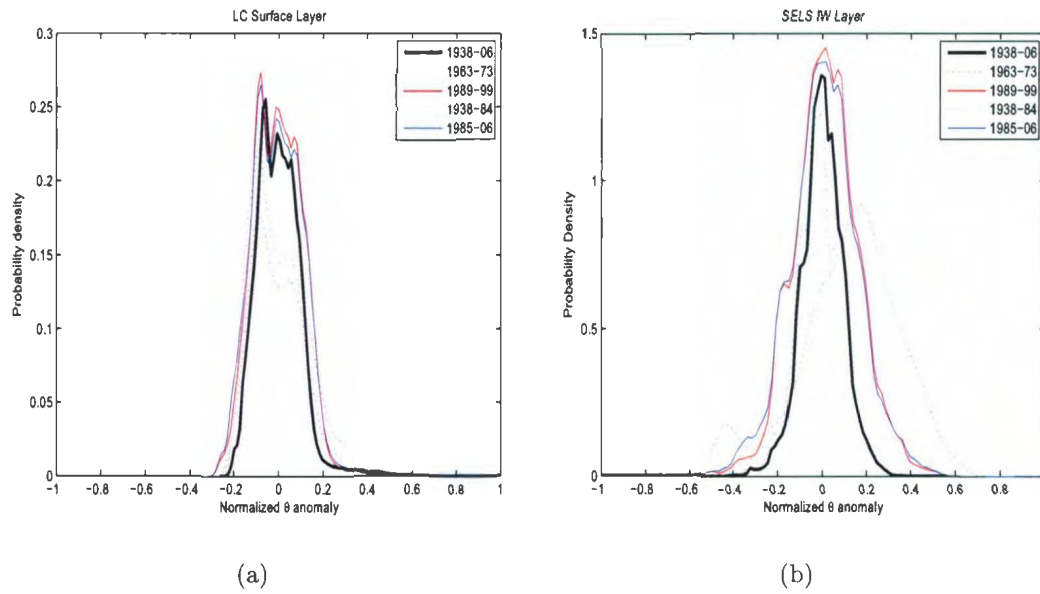 LC Surface Layer
0.3
0.25
0.2
0.15
0.1
0.05
0
Probability density
1938-06
1963-73
1989-99
1938-84
1985-06
-1 -0.8 -0.6 -0.4 -0.2 0 0.2 0.4 0.6 0.8 1
Normalized θ anomaly
(a)
SELS IW Layer
1.5
1
1.5
0
Probability Density
1938-06
1963-73
1989-99
1938-84
1985-06
-1 -0.8 -0.6 -0.4 -0.2 0 0.2 0.4 0.6 0.8
Normalized θ anomaly
(b)